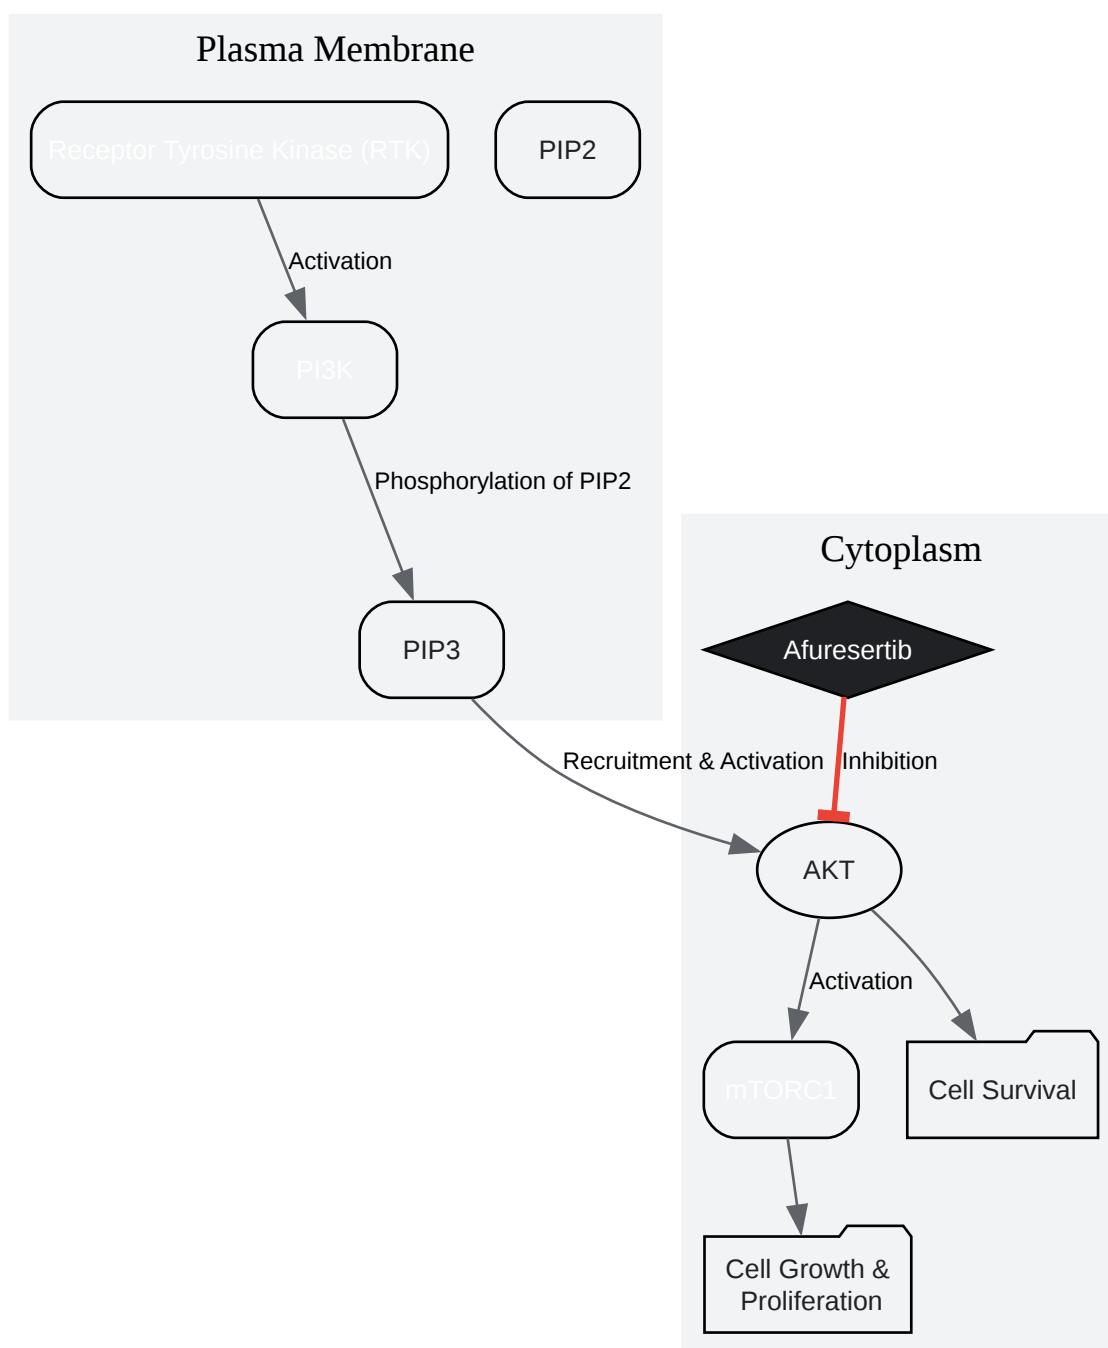 Plasma Membrane
Receptor Tyrosine Kinase (RTK)
PIP2
Activation
PI3K
Phosphorylation of PIP2
PIP3
Cytoplasm
Afuresertib
Recruitment & Activation
Inhibition
AKT
Activation
mTORC1
Cell Survival
Cell Growth &
Proliferation